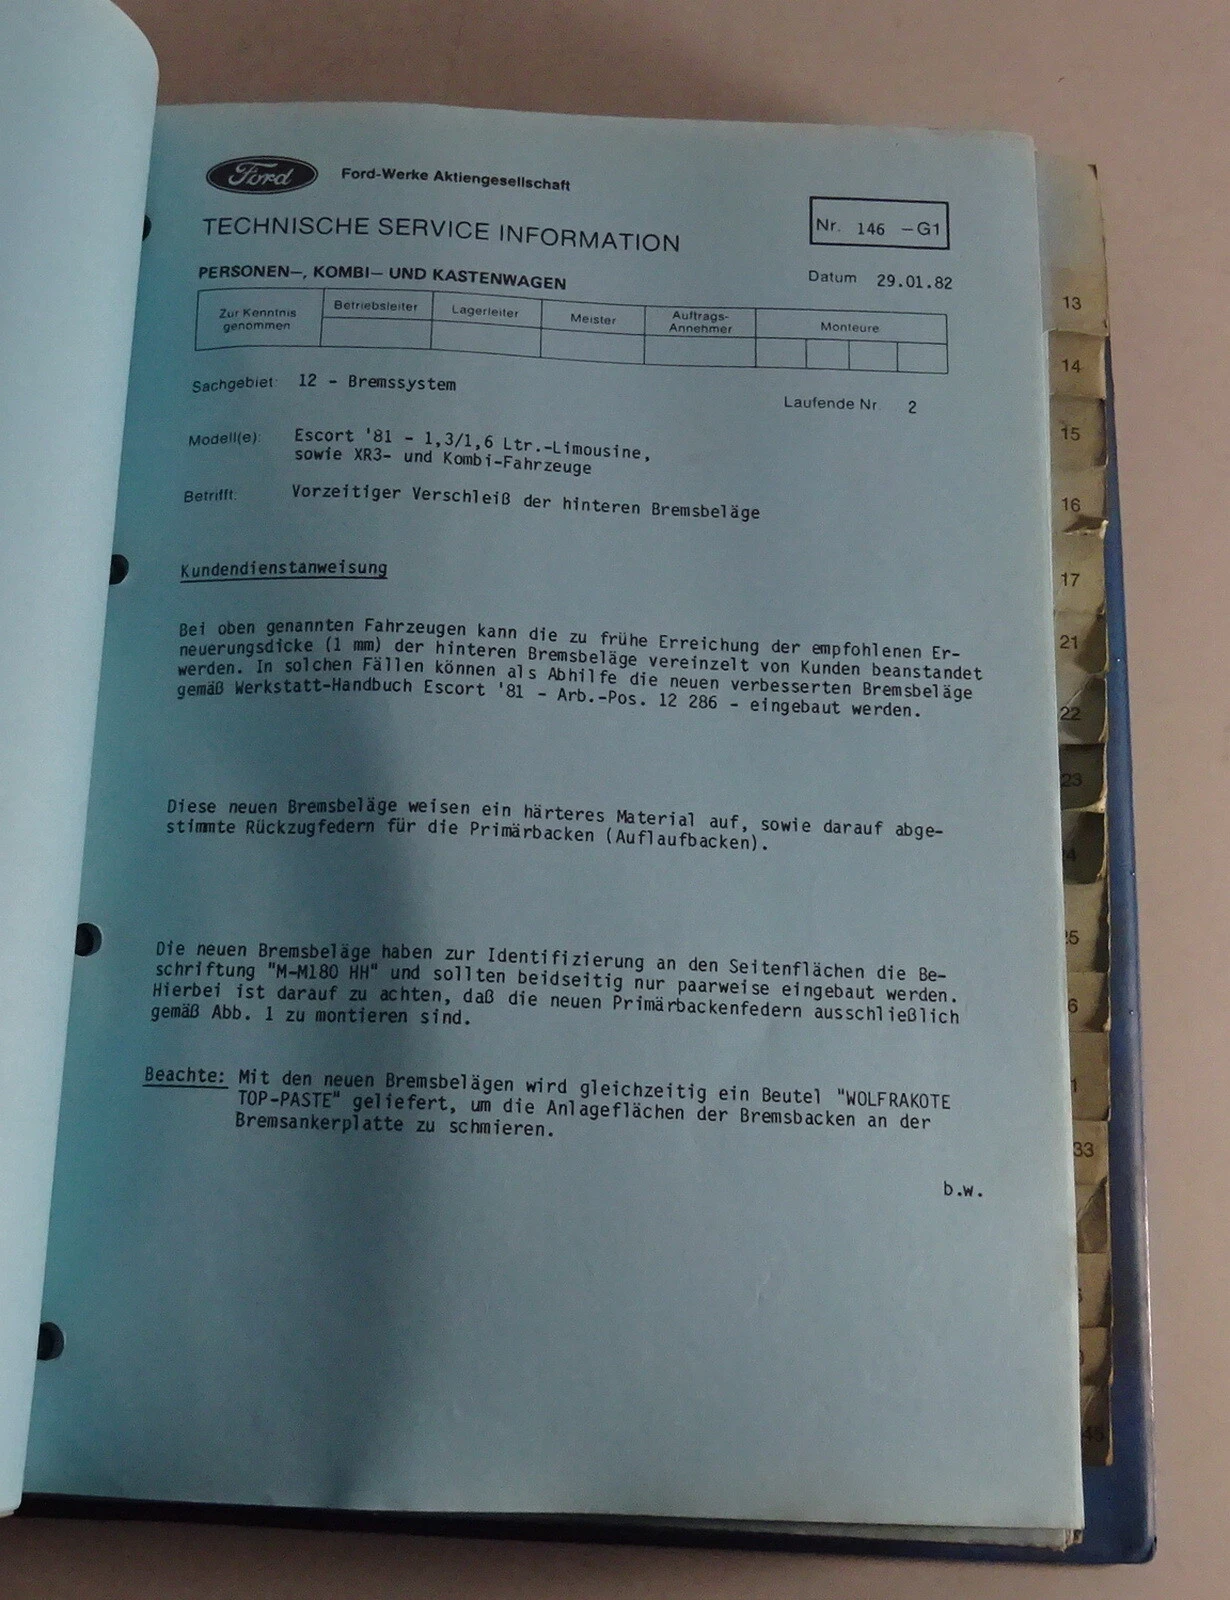 Ford
Ford-Werke Aktiengesellschaft
TECHNISCHE SERVICE INFORMATION
Nr. 146 -G1
PERSONEN-, KOMBI- UND KASTENWAGEN
Datum 29.01.82
Zur Kenntnis
genommen
Betriebsleiter
Lagerleiter
Meister
Auftrags-
Annehmer
Monteure
Sachgebiet: 12 - Bremssystem
Laufende Nr. 2
Modell(e): Escort '81 - 1,3/1,6 Ltr.-Limousine,
sowie XR3- und Kombi-Fahrzeuge
Betrifft: Vorzeitiger Verschleiß der hinteren Bremsbeläge
Kundendienstanweisung
Bei oben genannten Fahrzeugen kann die zu frühe Erreichung der empfohlenen Er-
neuerungsdicke (1 mm) der hinteren Bremsbeläge vereinzelt von Kunden beanstandet
werden. In solchen Fällen können als Abhilfe die neuen verbesserten Bremsbeläge
gemäß Werkstatt-Handbuch Escort '81 - Arb.-Pos. 12 286 - eingebaut werden.
Diese neuen Bremsbeläge weisen ein härteres Material auf, sowie darauf abge-
stimmte Rückzugfedern für die Primärbacken (Auflaufbacken).
Die neuen Bremsbeläge haben zur Identifizierung an den Seitenflächen die Be-
schriftung "M-M180 HH" und sollten beidseitig nur paarweise eingebaut werden.
Hierbei ist darauf zu achten, daß die neuen Primärbackenfedern ausschließlich
gemäß Abb. 1 zu montieren sind.
Beachte: Mit den neuen Bremsbelägen wird gleichzeitig ein Beutel "WOLFRAKOTE
TOP-PASTE" geliefert, um die Anlageflächen der Bremsbacken an der
Bremsankerplatte zu schmieren.
b.w.
13
14
15
16
17
21
22
23
4
25
6
1
33
45